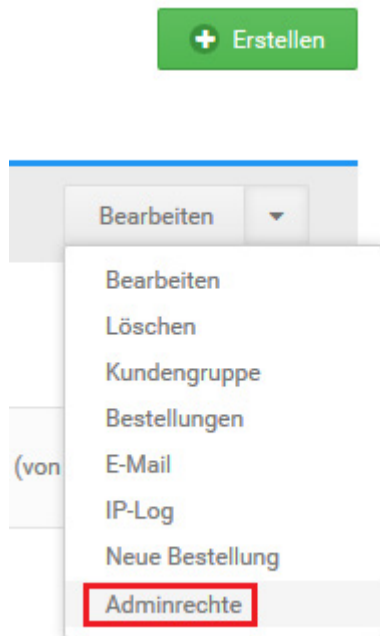 Erstellen
Bearbeiten
Bearbeiten
Löschen
Kundengruppe
Bestellungen
(von
E-Mail
IP-Log
Neue Bestellung
Adminrechte